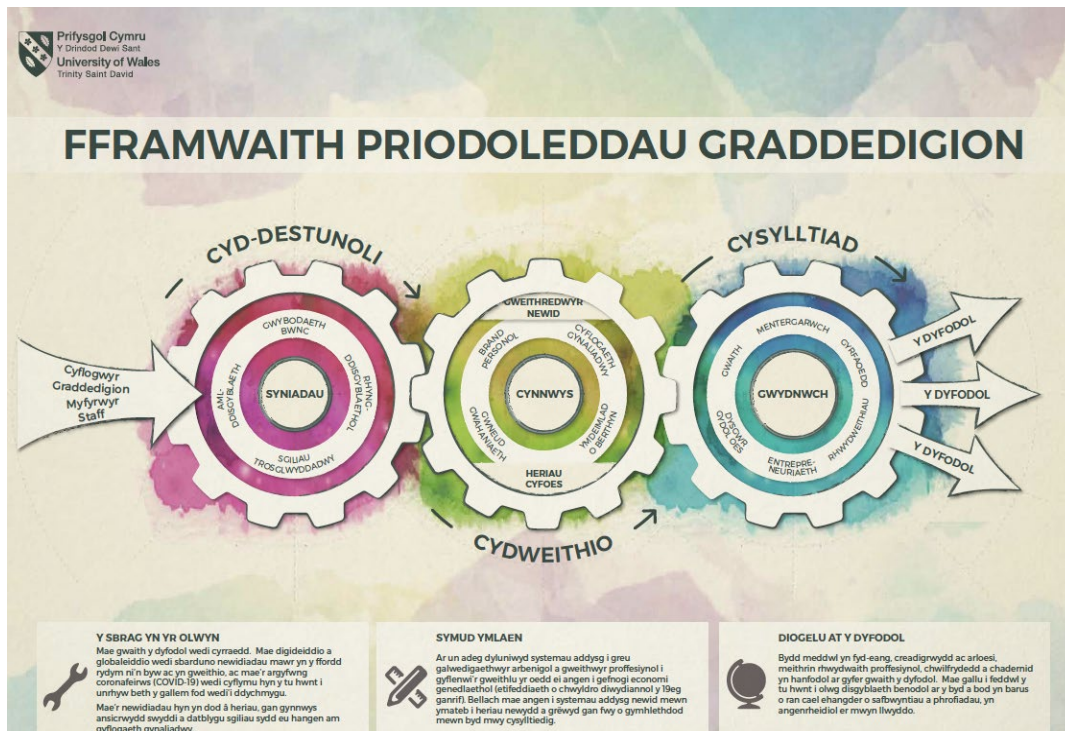 Prifysgol Cymru
Y Drindod Dewi Sant
University of Wales
Trinity Saint David
FFRAMWAITH PRIODOLEDDAU GRADDEDIGION
CYD-DESTUNOLI
CYSYLLTIAD
Cyflogwyr
Graddedigion
Myfyrwyr
Staff
GWYBODAETH
BWNC
RHYNG-
DDISGYBLAETHOL
SGILIAU
TROSGLWYDDADWY
AML-
DDISGYBLAETH
SYNIADAU
GWEITHREDWYR
NEWID
BRAND
PERSONOL
CYFLOGAETH
GYNALIADWY
CYNNWYS
GWNEUD
GWAHANIAETH
YMDEIMLAD
O BERTHYN
HERIAU
CYFOES
MENTERGARWCH
GWAITH
GYRFAOEDD
GWYDNWCH
DYSGWR
GYDOL OES
RHWYDWEITHIAU
ENTREPRE-
NEURIAETH
Y DYFODOL
Y DYFODOL
Y DYFODOL
CYDWEITHIO
Y SBRAG YN YR OLWYN
Mae gwaith y dyfodol wedi cyrraedd. Mae digideiddio a
globaleiddio wedi sbarduno newidiadau mawr yn y ffordd
rydym ni'n byw ac yn gweithio, ac mae'r argyfwng
coronafeirws (COVID-19) wedi cyflymu hyn y tu hwnt i
unrhyw beth y gallem fod wedi'i ddychmygu.
Mae'r newidiadau hyn yn dod â heriau, gan gynnwys
ansicrwydd swyddi a datblygu sgiliau sydd eu hangen am
gyflogaeth gynaliadwy.
SYMUD YMLAEN
Ar un adeg dyluniwyd systemau addysg i greu
galwedigaethwyr arbenigol a gweithwyr proffesiynol i
gyflenwi'r gweithlu yr oedd ei angen i gefnogi economi
genedlaethol (etifeddiaeth o chwyldro diwydiannol y 19eg
ganrif). Bellach mae angen i systemau addysg newid mewn
ymateb i heriau newydd a grëwyd gan fwy o gymhlethdod
mewn byd mwy cysylltiedig.
DIOGELU AT Y DYFODOL
Bydd meddwl yn fyd-eang, creadigrwydd ac arloesi,
meithrin rhwydwaith proffesiynol, chwilfrydedd a chadernid
yn hanfodol ar gyfer gwaith y dyfodol. Mae gallu i feddwl y
tu hwnt i olwg disgyblaeth benodol ar y byd a bod yn barus
o ran cael ehangder o safbwyntiau a phrofiadau, yn
angenrheidiol er mwyn llwyddo.